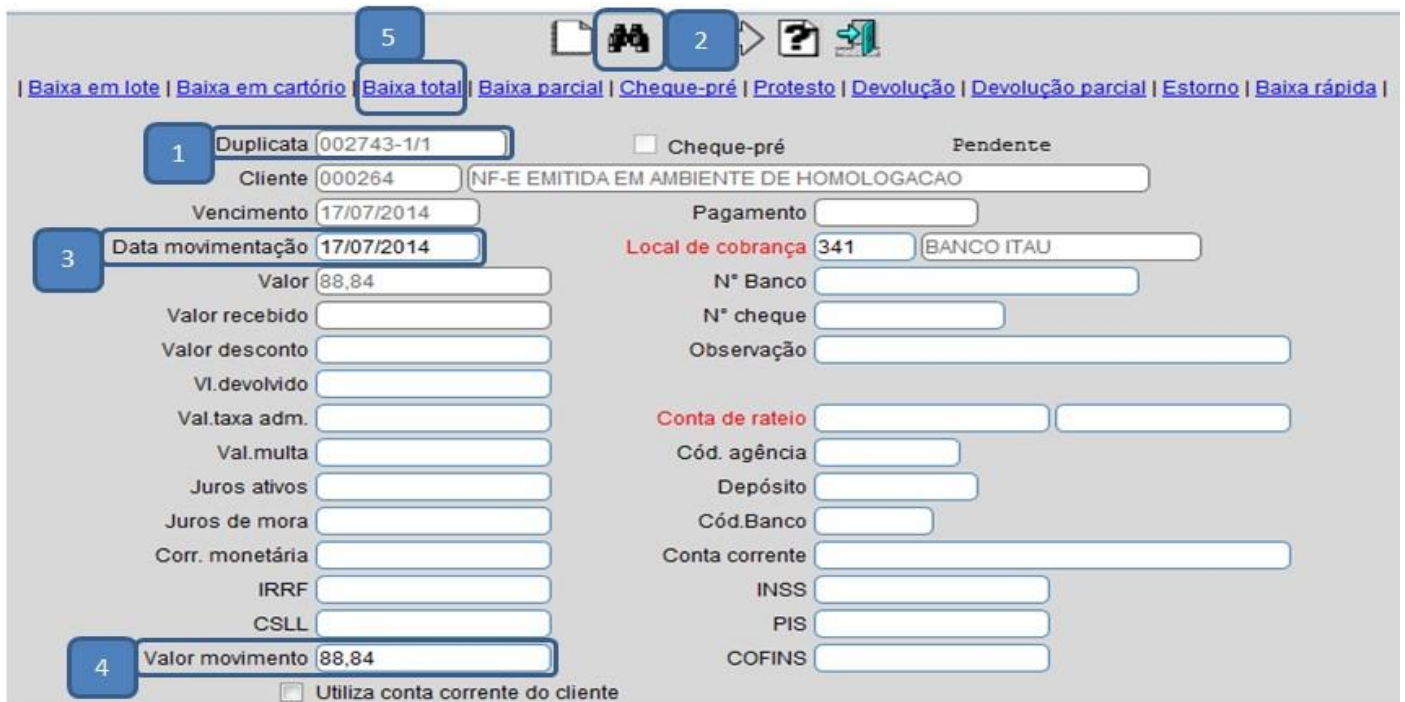 5
2
| Baixa em lote | Baixa em cartório | Baixa total | Baixa parcial | Cheque-pré | Protesto | Devolução | Devolução parcial | Estorno | Baixa rápida |
1 Duplicata 002743-1/1 Cheque-pré Pendente
Cliente 000264 NF-E EMITIDA EM AMBIENTE DE HOMOLOGACAO
Vencimento 17/07/2014 Pagamento
3 Data movimentação 17/07/2014 Local de cobrança 341 BANCO ITAU
Valor 88,84 N° Banco
Valor recebido N° cheque
Valor desconto Observação
Vl.devolvido
Val.taxa adm. Conta de rateio
Val.multa Cód. agência
Juros ativos Depósito
Juros de mora Cód.Banco
Corr. monetária Conta corrente
IRRF INSS
CSLL PIS
4 Valor movimento 88,84 COFINS
Utiliza conta corrente do cliente